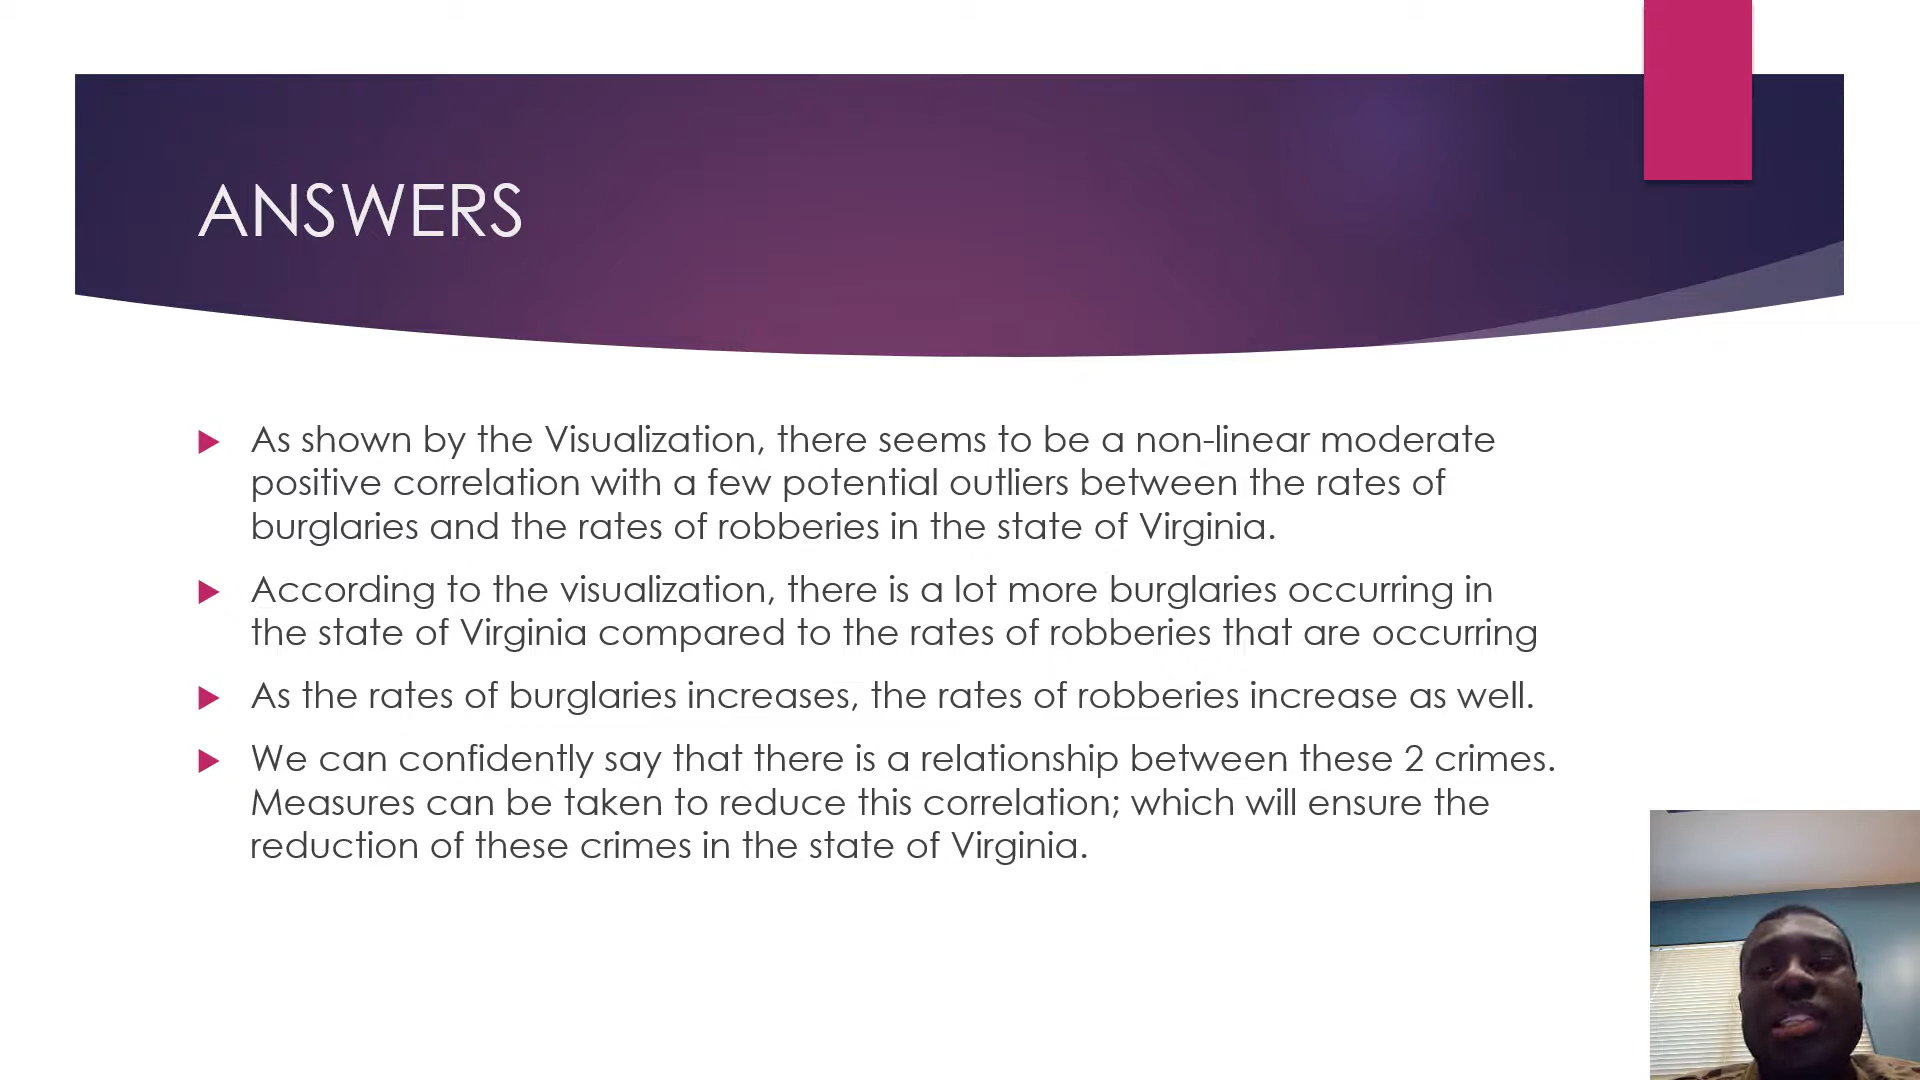 ANSWERS
As shown by the Visualization, there seems to be a non-linear moderate
positive correlation with a few potential outliers between the rates of
burglaries and the rates of robberies in the state of Virginia.
According to the visualization, there is a lot more burglaries occurring in
the state of Virginia compared to the rates of robberies that are occurring
As the rates of burglaries increases, the rates of robberies increase as well.
We can confidently say that there is a relationship between these 2 crimes.
Measures can be taken to reduce this correlation; which will ensure the
reduction of these crimes in the state of Virginia.